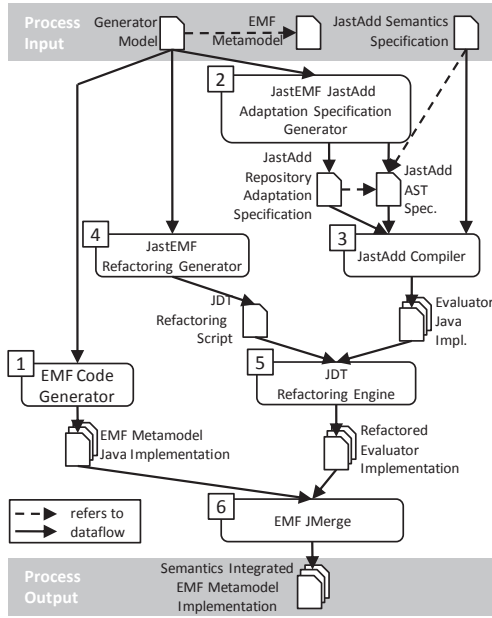 Process
Input
Generator
Model
EMF
Metamodel
JastAdd Semantics
Specification
2
JastEMF JastAdd
Adaptation Specification
Generator
JastAdd
Repository
Adaptation
Specification
JastAdd
AST
Spec.
4
JastEMF
Refactoring Generator
3
JastAdd Compiler
JDT
Refactoring
Script
Evaluator
Java
Impl.
1
EMF Code
Generator
5
JDT
Refactoring Engine
EMF Metamodel
Java Implementation
Refactored
Evaluator
Implementation
refers to
dataflow
6
EMF JMerge
Process
Output
Semantics Integrated
EMF Metamodel
Implementation